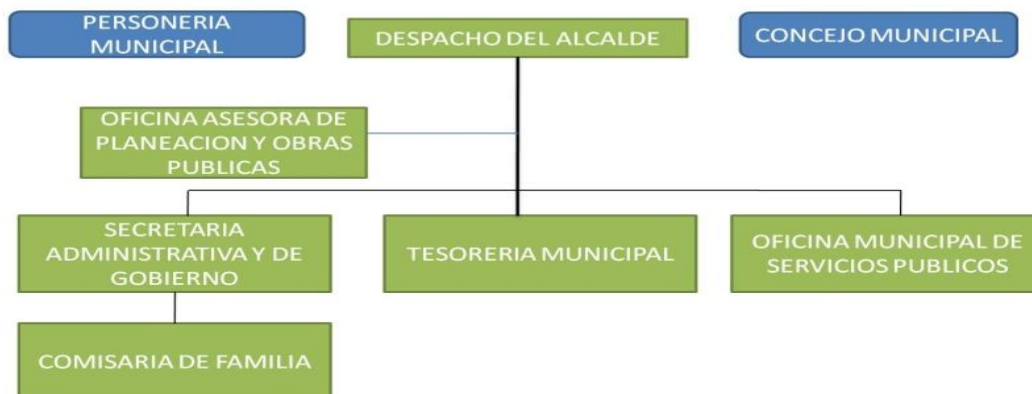 PERSONERIA
MUNICIPAL
DESPACHO DEL ALCALDE
CONCEJO MUNICIPAL
OFICINA ASESORA DE
PLANEACION Y OBRAS
PUBLICAS
SECRETARIA
ADMINISTRATIVA Y DE
GOBIERNO
TESORERIA MUNICIPAL
OFICINA MUNICIPAL DE
SERVICIOS PUBLICOS
COMISARIA DE FAMILIA